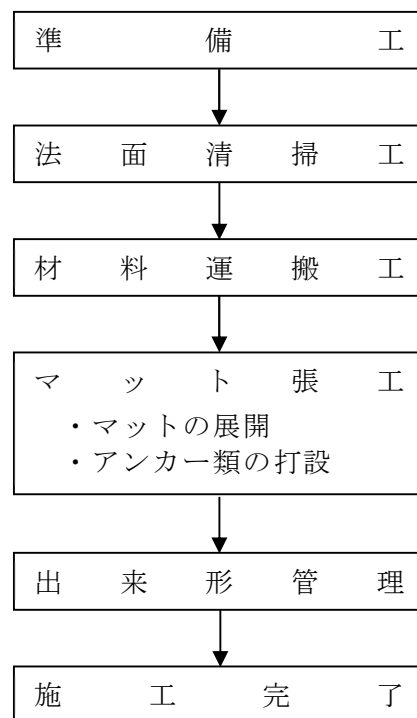 準備工
法面清掃工
材料運搬工
マット張工
・マットの展開
・アンカー類の打設
出来形管理
施工完了